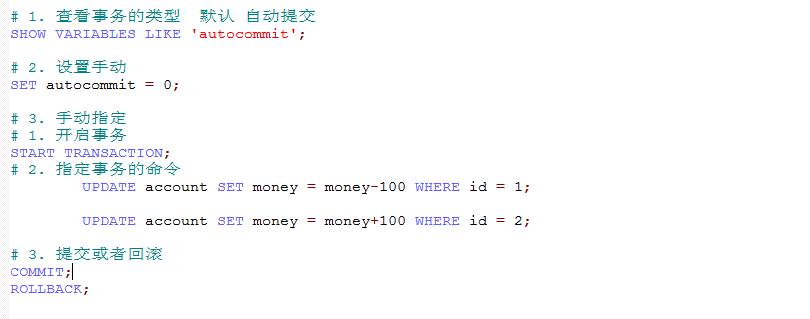 # 1. 查看事务的类型  默认 自动提交
SHOW VARIABLES LIKE 'autocommit';
# 2. 设置手动
SET autocommit = 0;
# 3. 手动指定
# 1. 开启事务
START TRANSACTION;
# 2. 指定事务的命令
UPDATE account SET money = money-100 WHERE id = 1;
UPDATE account SET money = money+100 WHERE id = 2;
# 3. 提交或者回滚
COMMIT;
ROLLBACK;